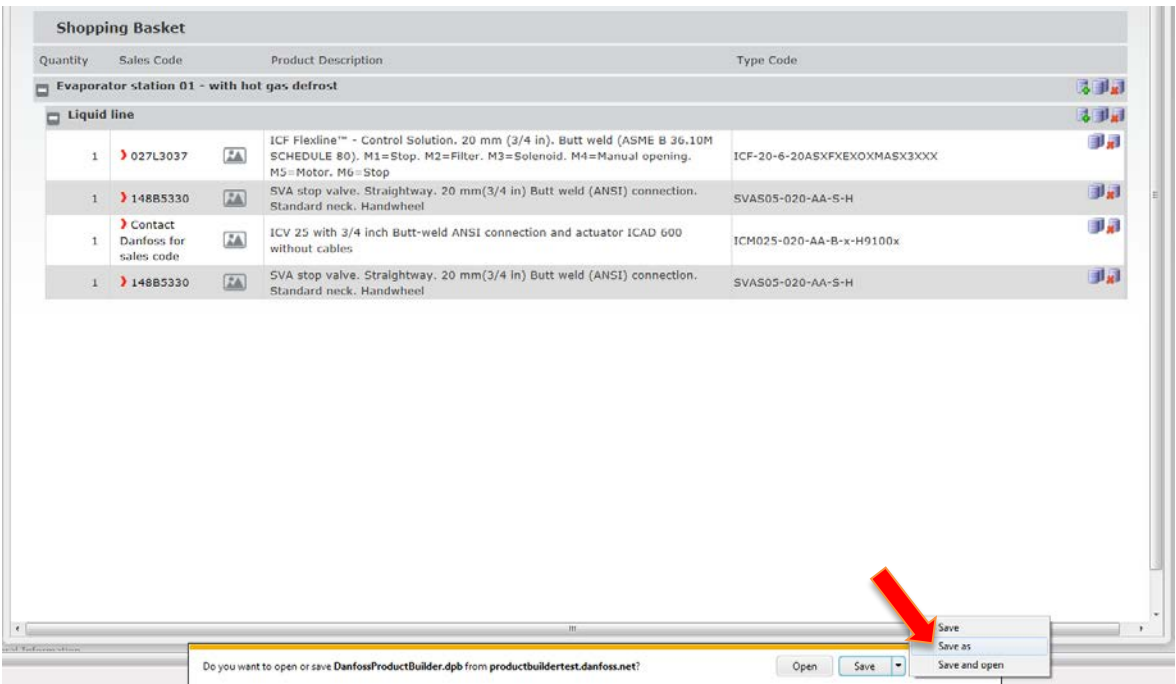 Shopping Basket
Quantity Sales Code Product Description Type Code
Evaporator station 01 - with hot gas defrost
Liquid line
1 027L3037 ICF Flexline™ - Control Solution. 20 mm (3/4 in). Butt weld (ASME B 36.10M
SCHEDULE 80). M1=Stop. M2=Filter. M3=Solenoid. M4=Manual opening.
M5=Motor. M6=Stop
ICF-20-6-20ASXFXEXOXMASX3XXX
1 148B5330 SVA stop valve. Straightway. 20 mm(3/4 in) Butt weld (ANSI) connection.
Standard neck. Handwheel
SVAS05-020-AA-S-H
1 Contact
Danfoss for
sales code
ICV 25 with 3/4 inch Butt-weld ANSI connection and actuator ICAD 600
without cables
ICM025-020-AA-B-x-H9100x
1 148B5330 SVA stop valve. Straightway. 20 mm(3/4 in) Butt weld (ANSI) connection.
Standard neck. Handwheel
SVAS05-020-AA-S-H
Save
Save as
Save and open
Do you want to open or save DanfossProductBuilder.dpb from productbuildertest.danfoss.net?
Open Save